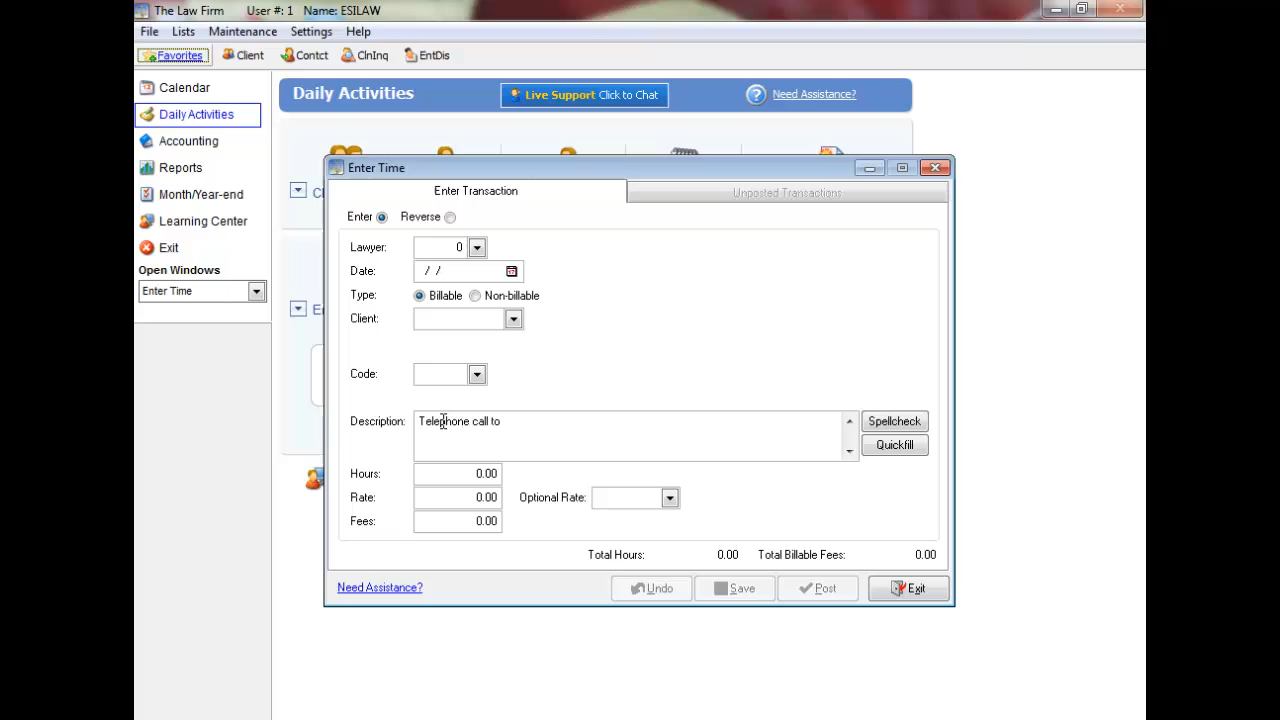 The Law Firm User #: 1 Name: ESILAW
File Lists Maintenance Settings Help
Favorites Client Contct ClnInq EntDis
Calendar
Daily Activities
Accounting
Reports
Month/Year-end
Learning Center
Exit
Open Windows
Enter Time
Daily Activities Live Support Click to Chat ? Need Assistance?
Enter Time
Enter Transaction Unposted Transactions
Enter Reverse
Lawyer: 0
Date: / /
Type: Billable Non-billable
Client:
Code:
Description: Telephone call to Spellcheck
Quickfill
Hours: 0.00
Rate: 0.00 Optional Rate:
Fees: 0.00
Total Hours: 0.00 Total Billable Fees: 0.00
Need Assistance? Undo Save Post Exit